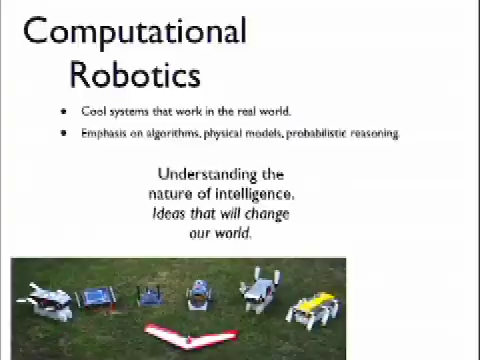 Computational
Robotics
• Cool systems that work in the real world.
• Emphasis on algorithms, physical models, probabilistic reasoning.
Understanding the
nature of intelligence.
Ideas that will change
our world.